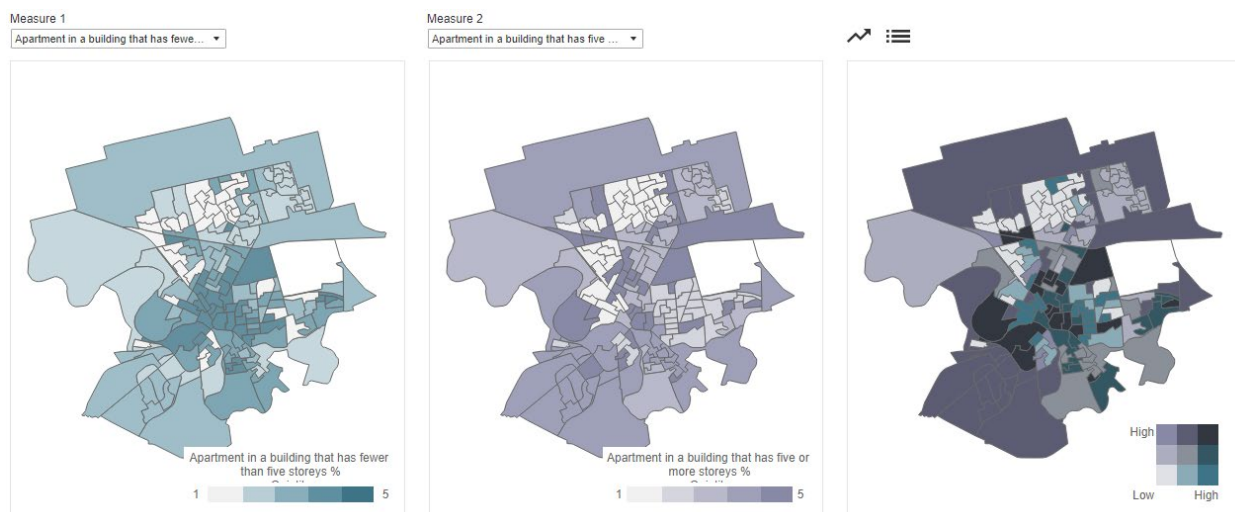 Measure 1
Apartment in a building that has fewe...
Measure 2
Apartment in a building that has five ...
Apartment in a building that has fewer
than five storeys %
1 5
Apartment in a building that has five or
more storeys %
1 5
High
Low High